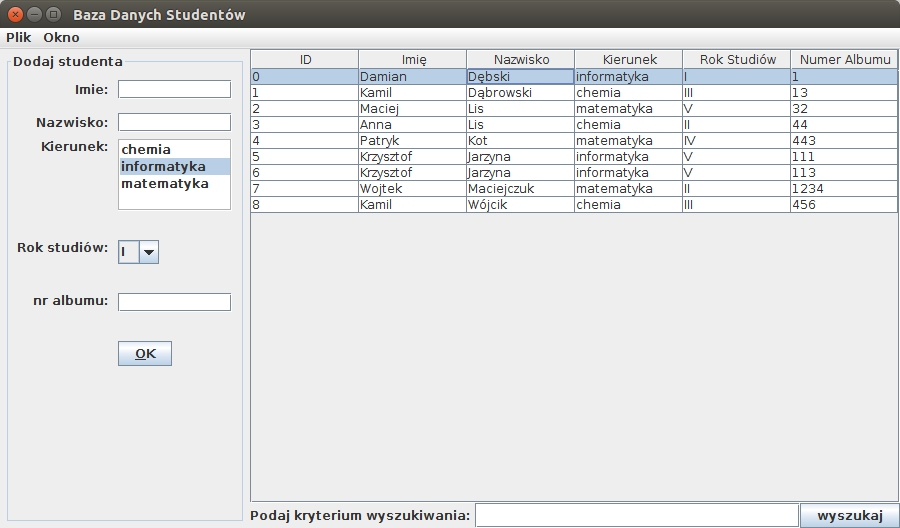 Baza Danych Studentów
Plik Okno
Dodaj studenta
Imie:
Nazwisko:
Kierunek:
chemia
informatyka
matematyka
Rok studiów:
I
nr albumu:
OK
ID Imię Nazwisko Kierunek Rok Studiów Numer Albumu
0 Damian Dębski informatyka I 1
1 Kamil Dąbrowski chemia III 13
2 Maciej Lis matematyka V 32
3 Anna Lis chemia II 44
4 Patryk Kot matematyka IV 443
5 Krzysztof Jarzyna informatyka V 111
6 Krzysztof Jarzyna informatyka V 113
7 Wojtek Maciejczuk matematyka II 1234
8 Kamil Wójcik chemia III 456
Podaj kryterium wyszukiwania:
wyszukaj